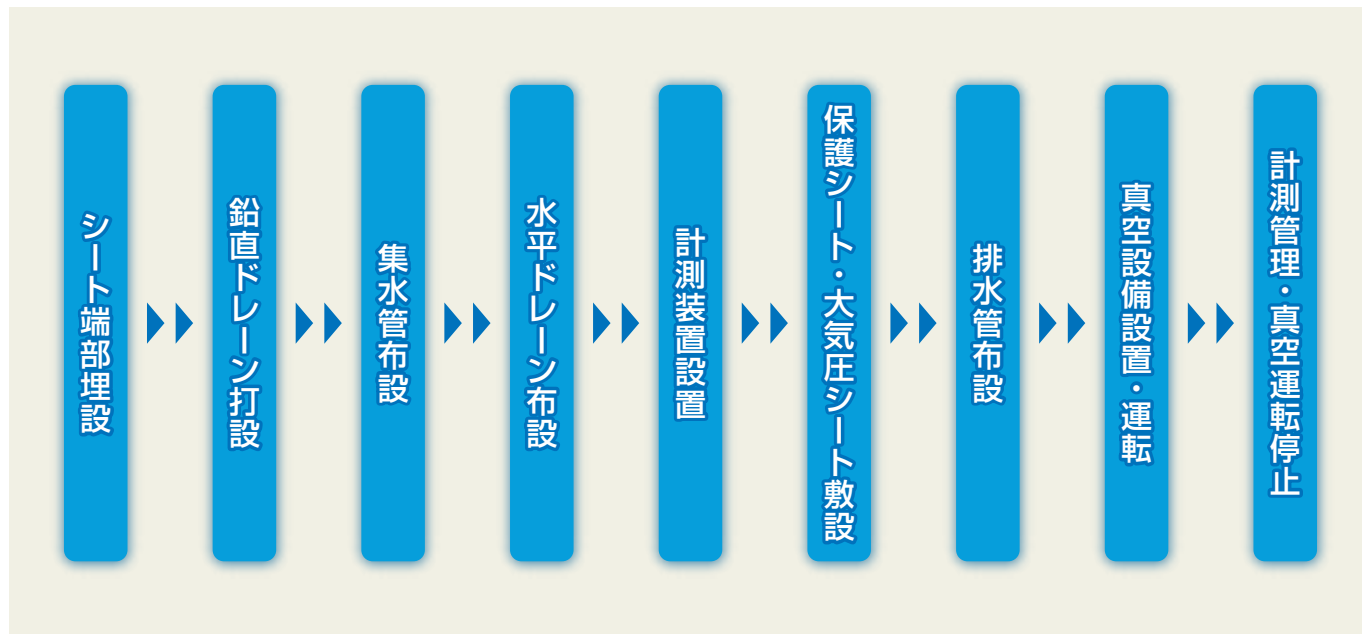 シート端部埋設
鉛直ドレーン打設
集水管布設
水平ドレーン布設
計測装置設置
保護シート・大気圧シート敷設
排水管布設
真空設備設置・運転
計測管理・真空運転停止